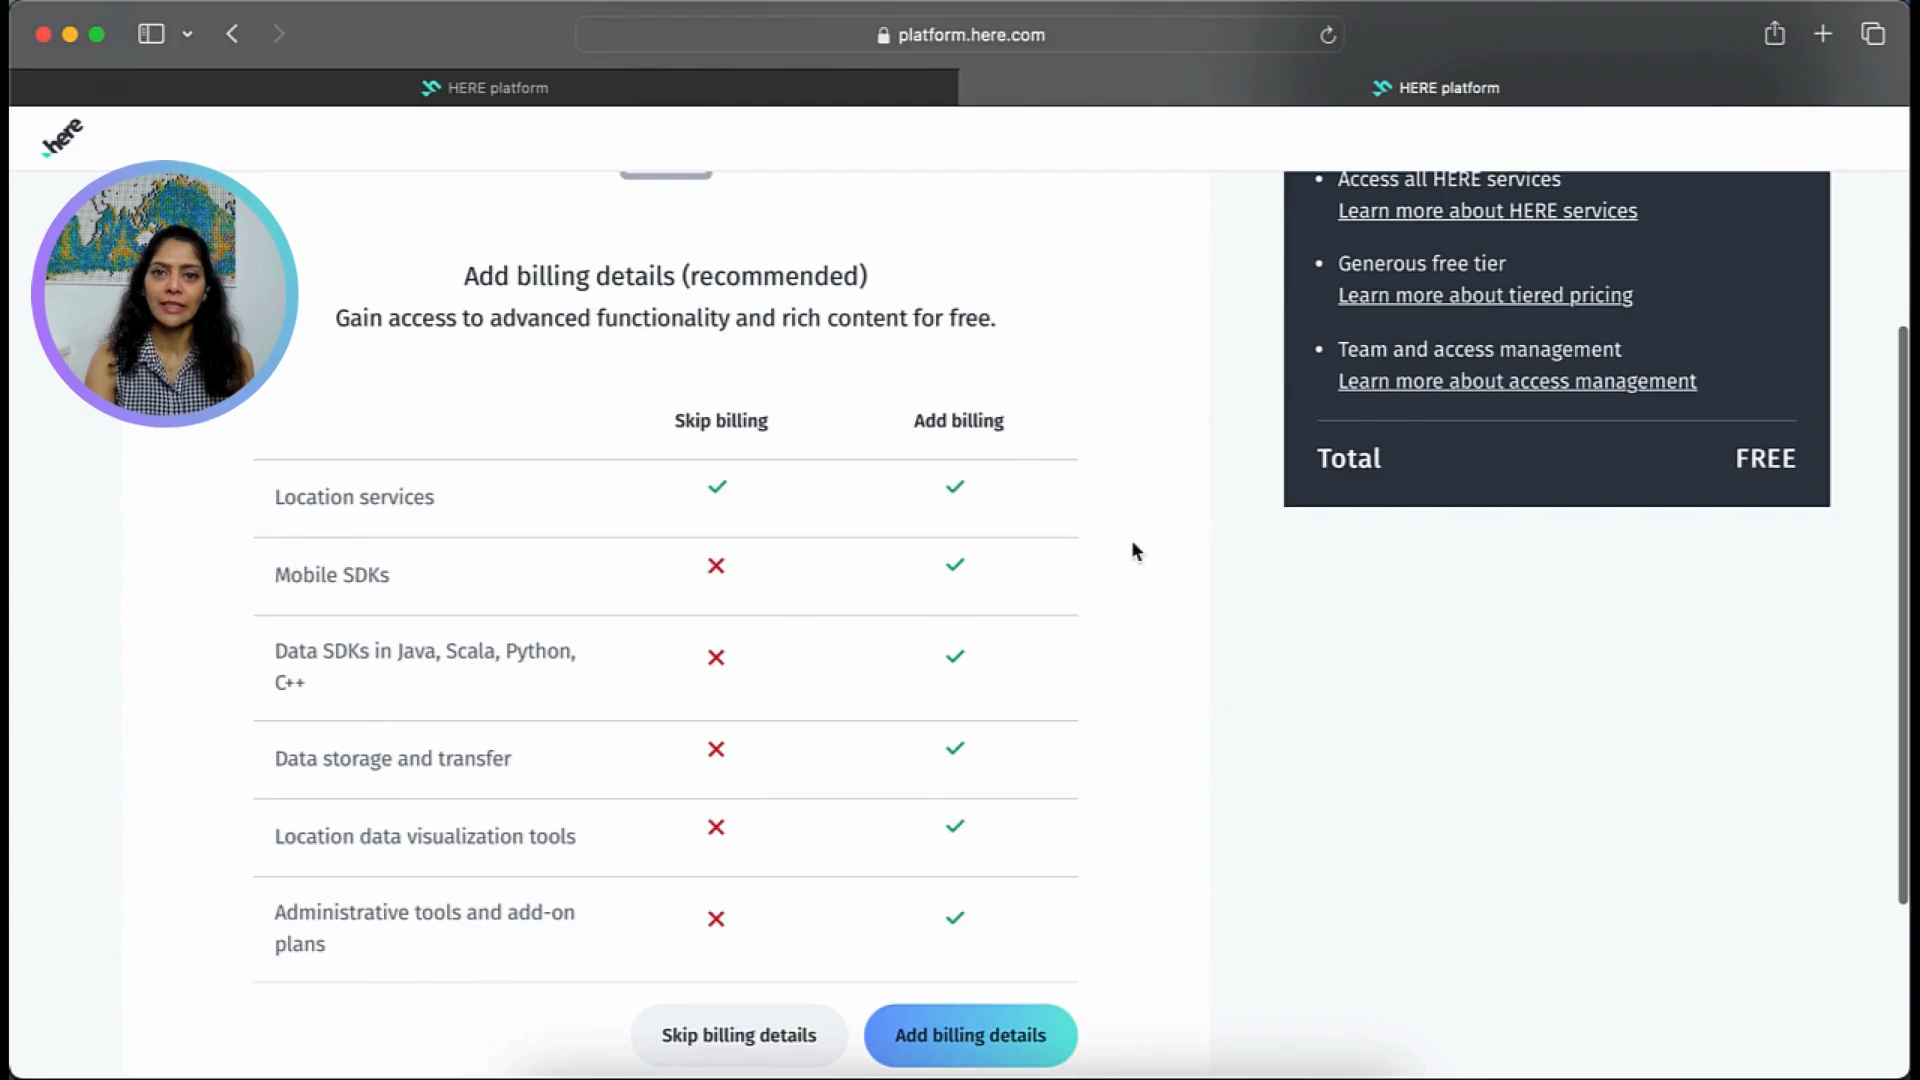 platform.here.com
HERE platform
HERE platform
here
Access all HERE services
Learn more about HERE services
Generous free tier
Learn more about tiered pricing
Team and access management
Learn more about access management
Total FREE
Add billing details (recommended)
Gain access to advanced functionality and rich content for free.
Skip billing Add billing
Location services
Mobile SDKs
Data SDKs in Java, Scala, Python,
C++
Data storage and transfer
Location data visualization tools
Administrative tools and add-on
plans
Skip billing details Add billing details